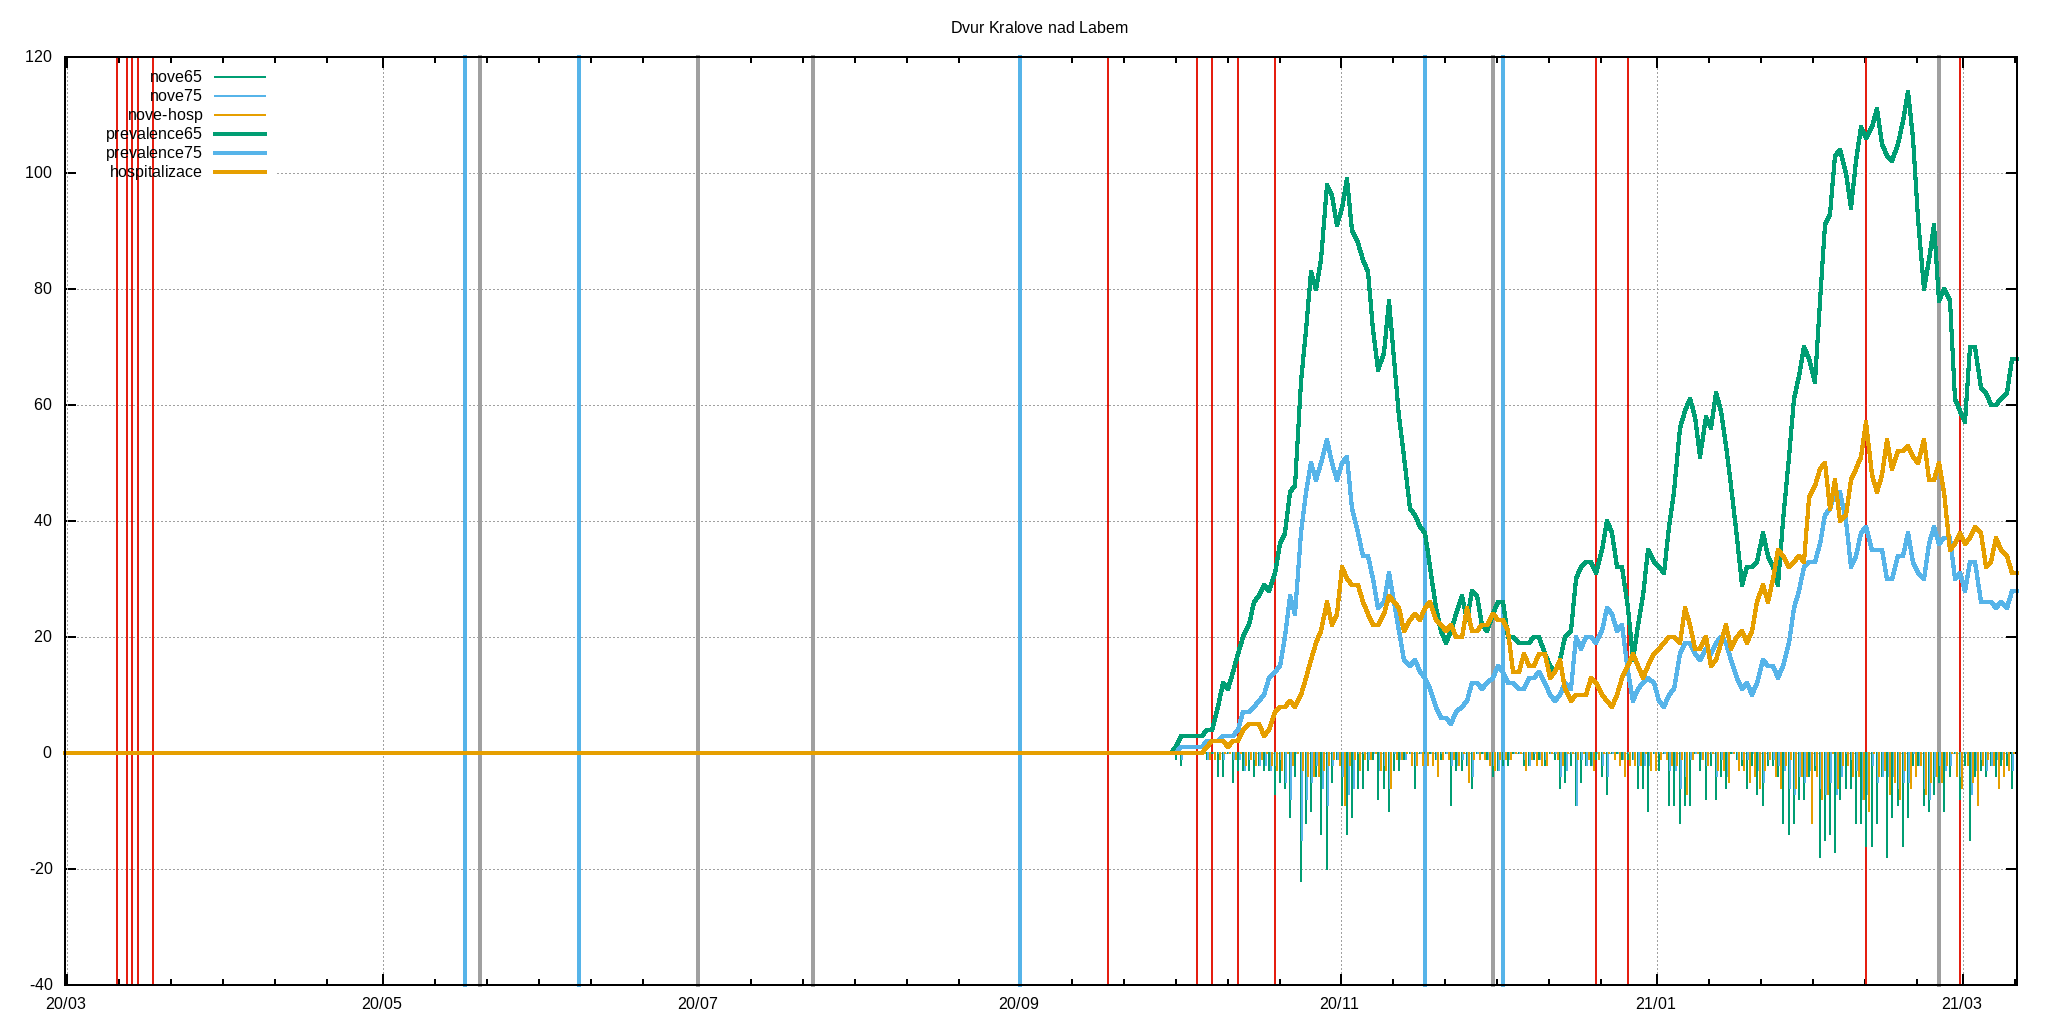 Dvur Kralove nad Labem
120
100
80
60
40
20
0
-20
-40
nove65
nove75
nove-hosp
prevalence65
prevalence75
hospitalizace
20/03 20/05 20/07 20/09 20/11 21/01 21/03